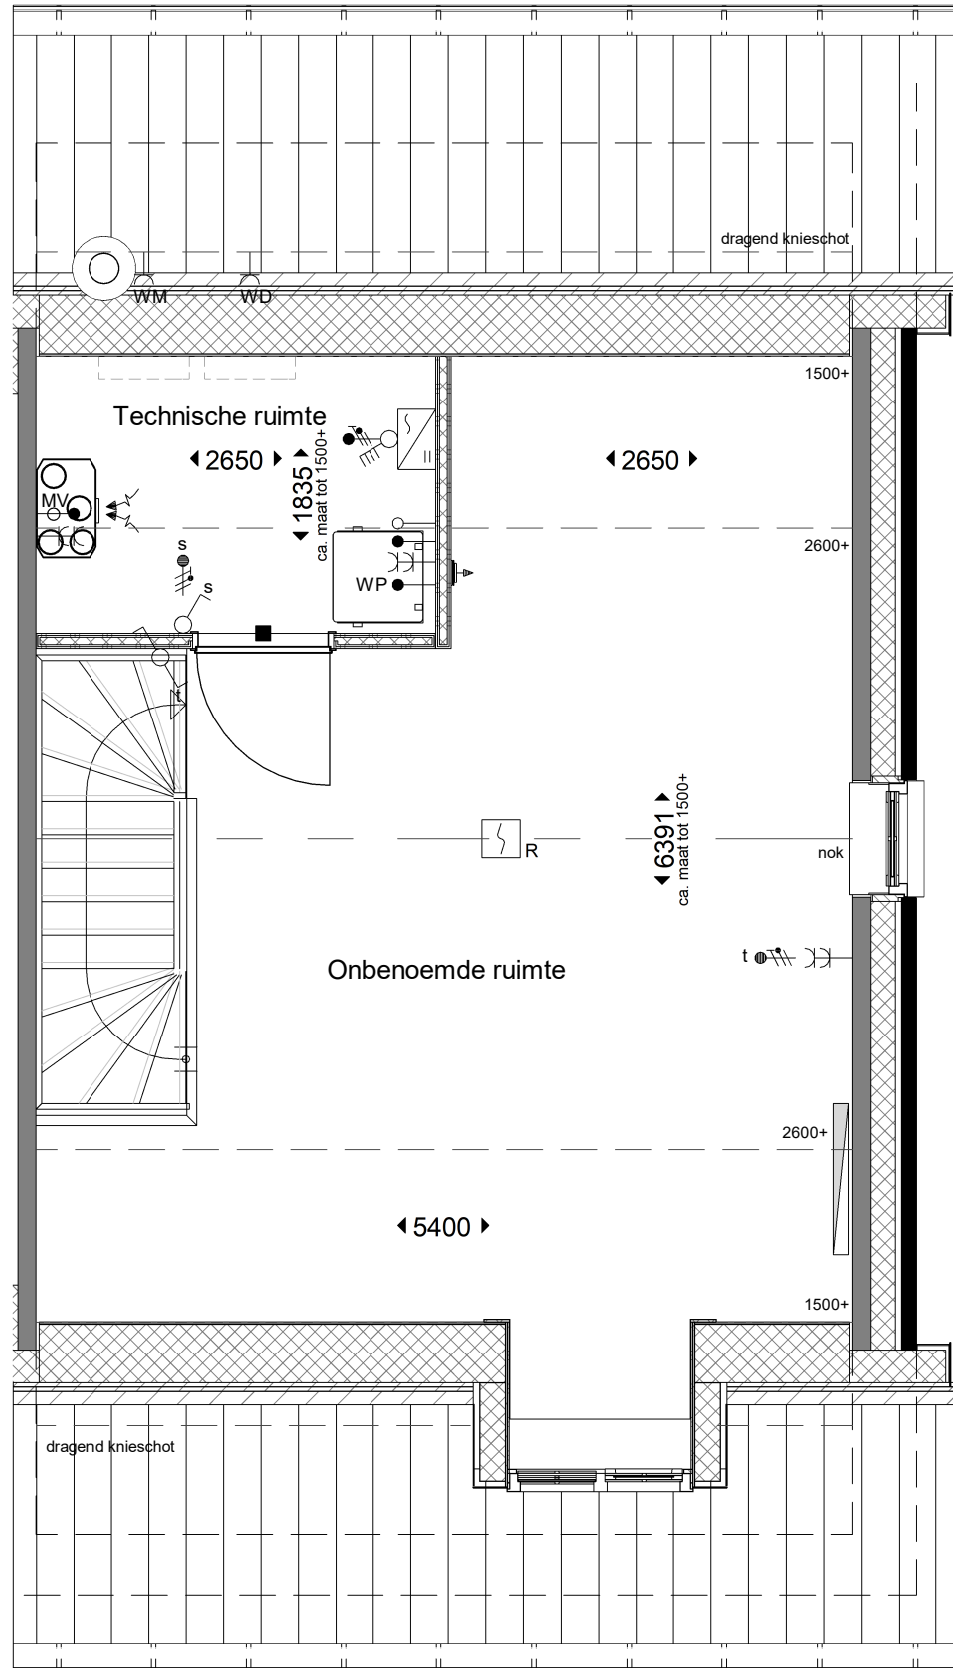 dragend knieschot
WM
WD
1500+
Technische ruimte
2650
1835
ca. maat tot 1500+
2650
MV
2600+
s
s
WP
t
6391
ca. maat tot 1500+
R
nok
t
Onbenoemde ruimte
2600+
5400
1500+
dragend knieschot